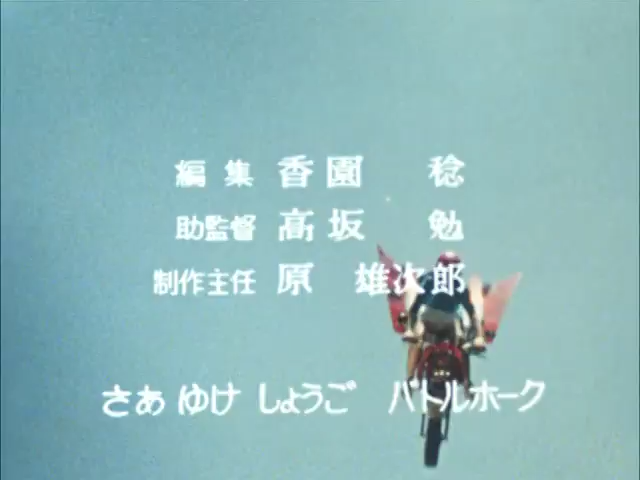 編集 香園 稔
助監督 高坂 勉
制作主任 原 雄次郎
さあ ゆけ しょうご バトルホーク